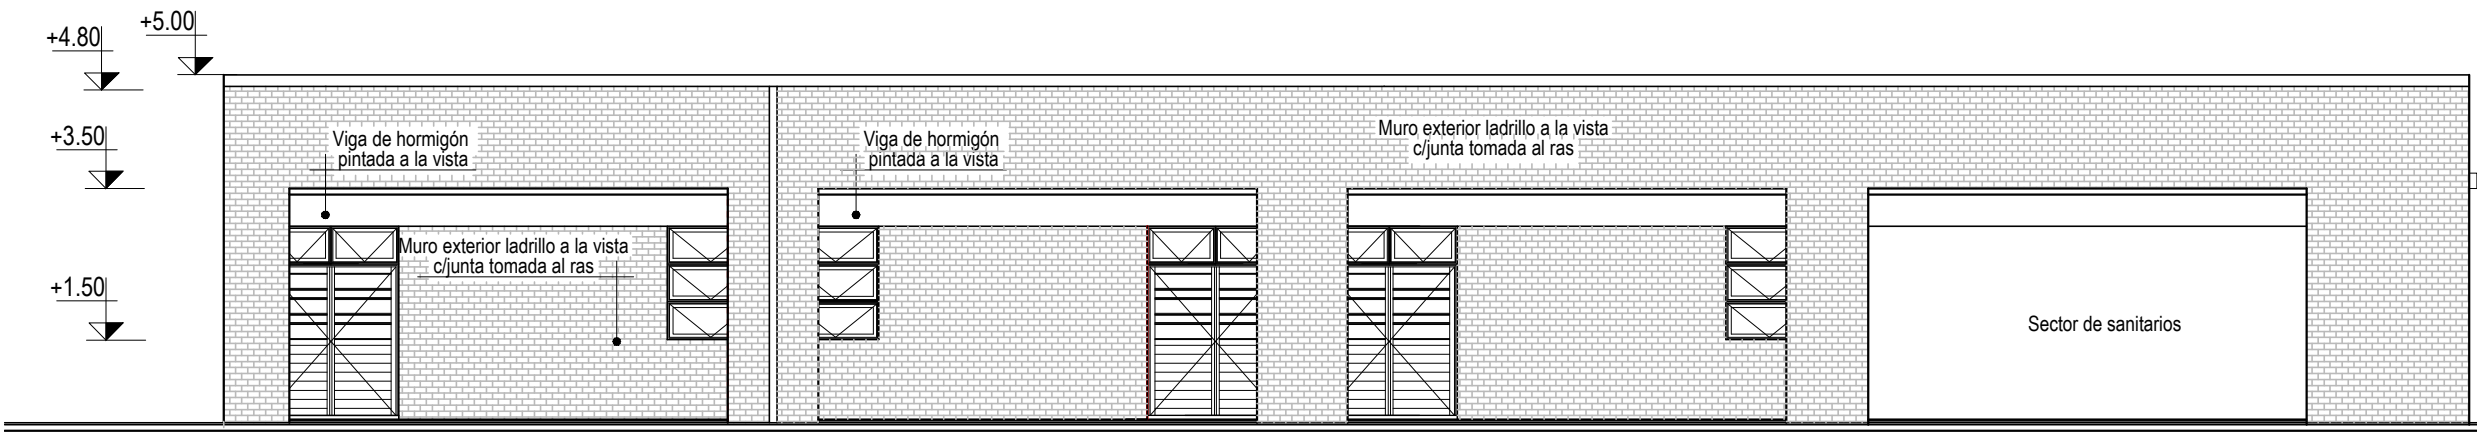 +5.00
+4.80
+3.50
+1.50
Viga de hormigón
pintada a la vista
Viga de hormigón
pintada a la vista
Muro exterior ladrillo a la vista
c/junta tomada al ras
Muro exterior ladrillo a la vista
c/junta tomada al ras
Sector de sanitarios